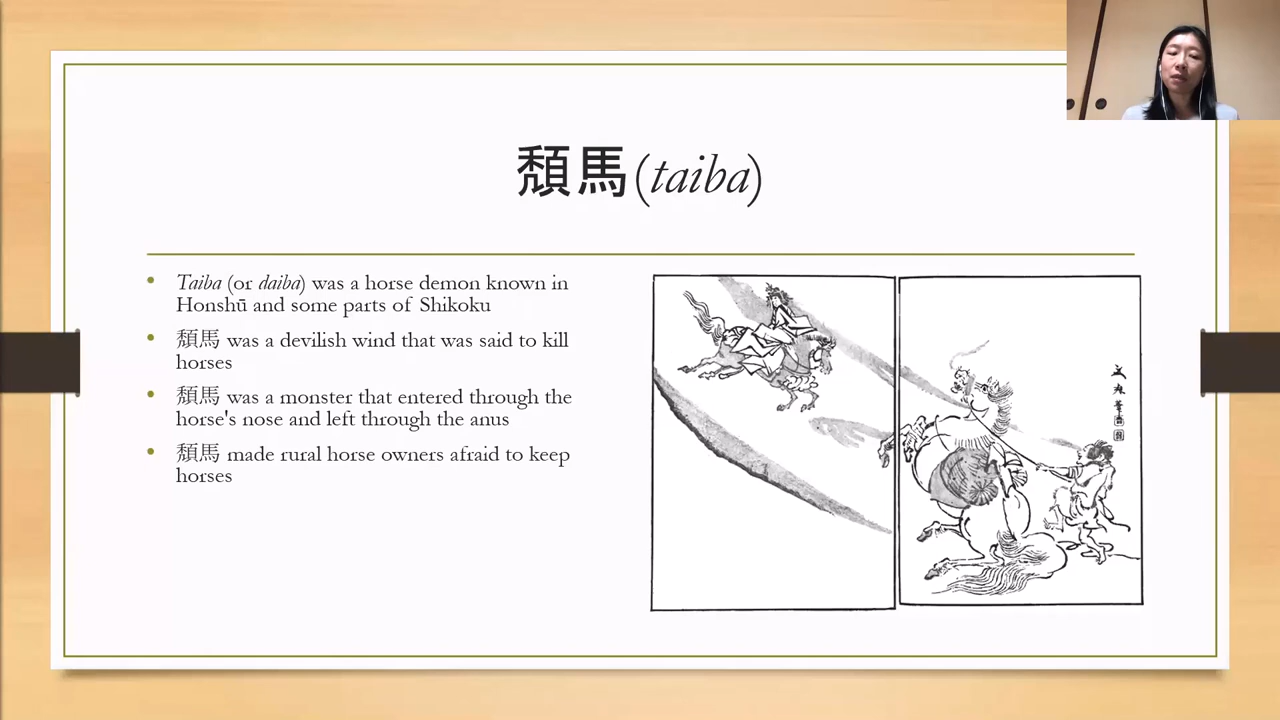 頽馬(taiba)
• Taiba (or daiba) was a horse demon known in
Honshū and some parts of Shikoku
• 頽馬 was a devilish wind that was said to kill
horses
• 頽馬 was a monster that entered through the
horse's nose and left through the anus
• 頽馬 made rural horse owners afraid to keep
horses